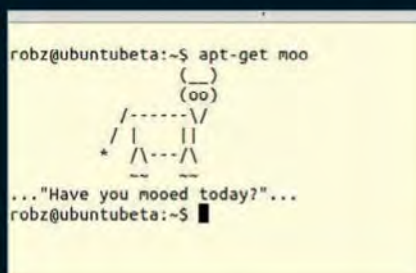 robz@ubuntubeta:~$ apt-get moo
                 (__)
                 (oo)
           /------\/
          / |    ||
         *  /\---/\
            ~~   ~~
..."Have you mooed today?"...
robz@ubuntubeta:~$